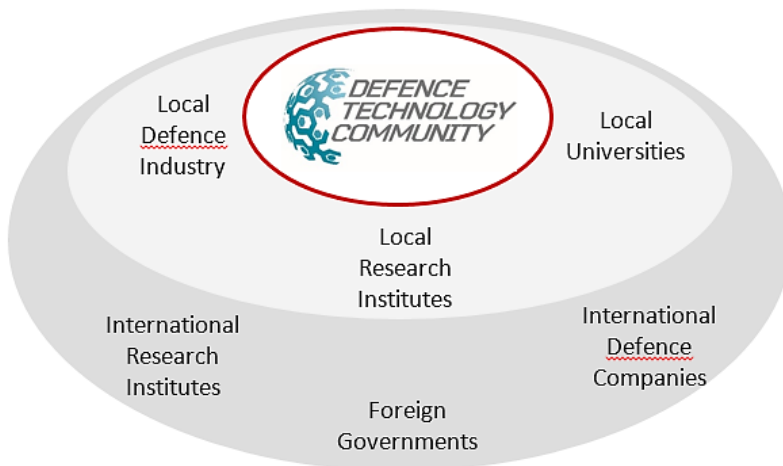 DEFENCE
TECHNOLOGY
COMMUNITY
Local
Defence
Industry
Local
Universities
Local
Research
Institutes
International
Research
Institutes
International
Defence
Companies
Foreign
Governments